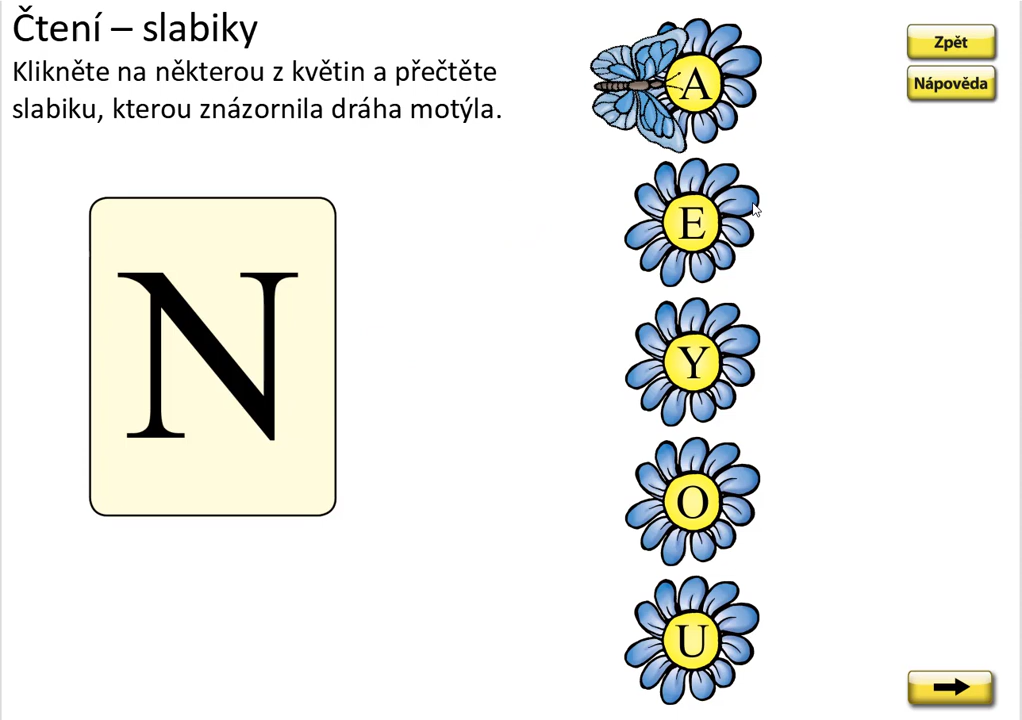 Čtení – slabiky
Klikněte na některou z květin a přečtěte
slabiku, kterou znázornila dráha motýla.
Zpět
Nápověda
N
A
E
Y
O
U